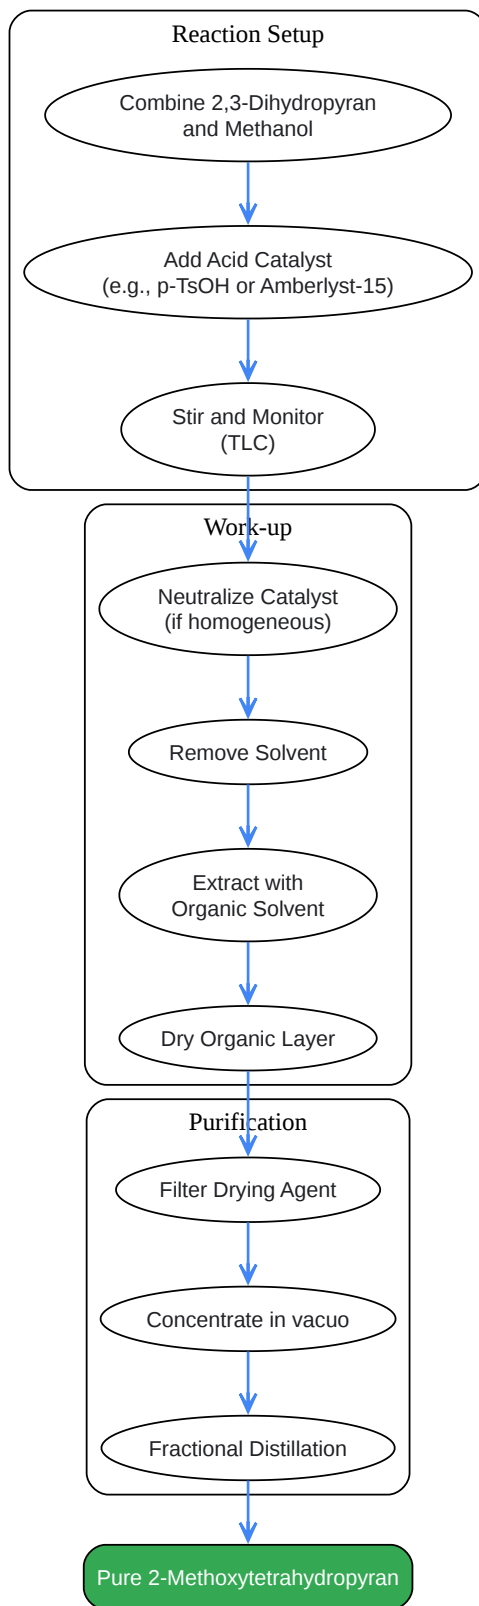 Reaction Setup
Combine 2,3-Dihydropyran
and Methanol
Add Acid Catalyst
(e.g., p-TsOH or Amberlyst-15)
Stir and Monitor
(TLC)
Work-up
Neutralize Catalyst
(if homogeneous)
Remove Solvent
Extract with
Organic Solvent
Dry Organic Layer
Purification
Filter Drying Agent
Concentrate in vacuo
Fractional Distillation
Pure 2-Methoxytetrahydropyran